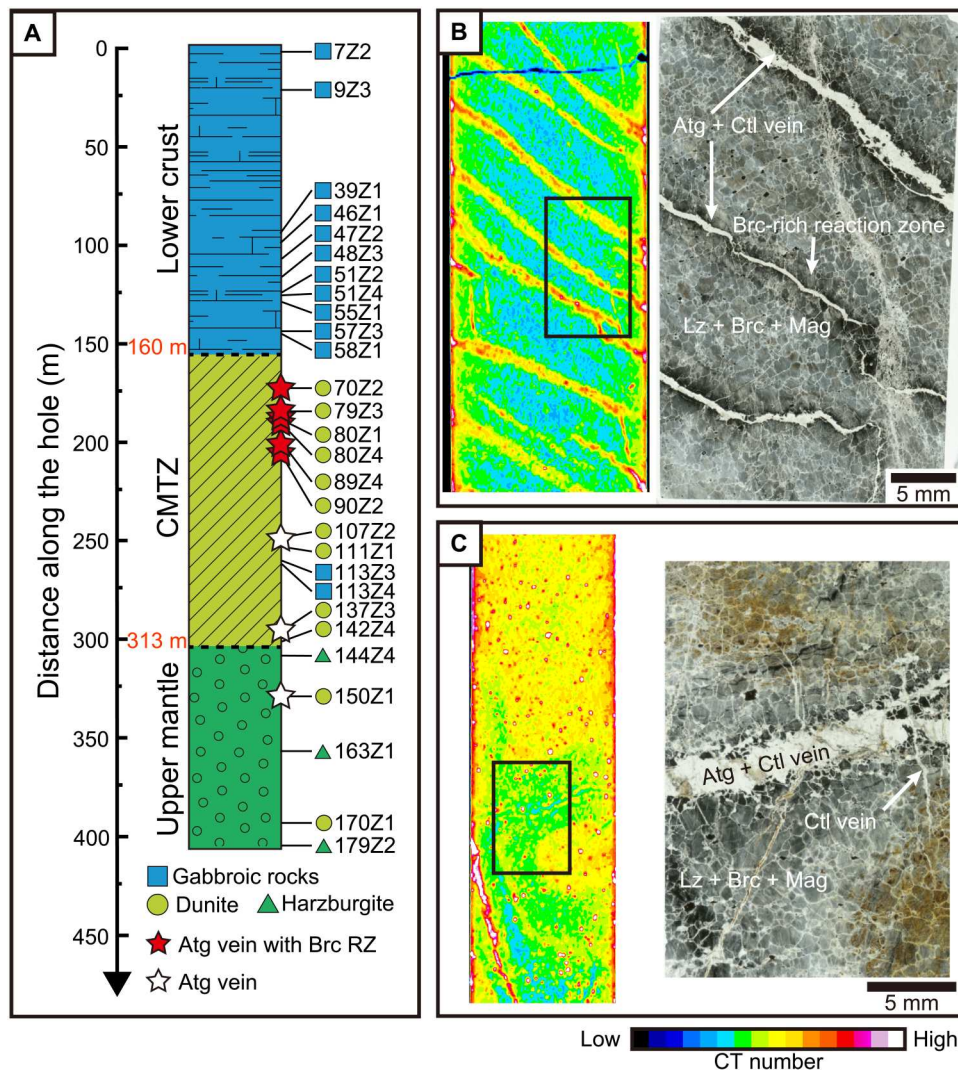 A
0
50
100
150
200
250
300
350
400
450
Distance along the hole (m)
Lower crust
CMTZ
Upper mantle
160 m
313 m
7Z2
9Z3
39Z1
46Z1
47Z2
48Z3
51Z2
51Z4
55Z1
57Z3
58Z1
70Z2
79Z3
80Z1
80Z4
89Z4
90Z2
107Z2
111Z1
113Z3
113Z4
137Z3
142Z4
144Z4
150Z1
163Z1
170Z1
179Z2
Gabbroic rocks
Dunite
Harzburgite
Atg vein with Brc RZ
Atg vein
B
Atg + Ctl vein
Brc-rich reaction zone
Lz + Brc + Mag
5 mm
C
Atg + Ctl vein
Ctl vein
Lz + Brc + Mag
5 mm
Low
High
CT number